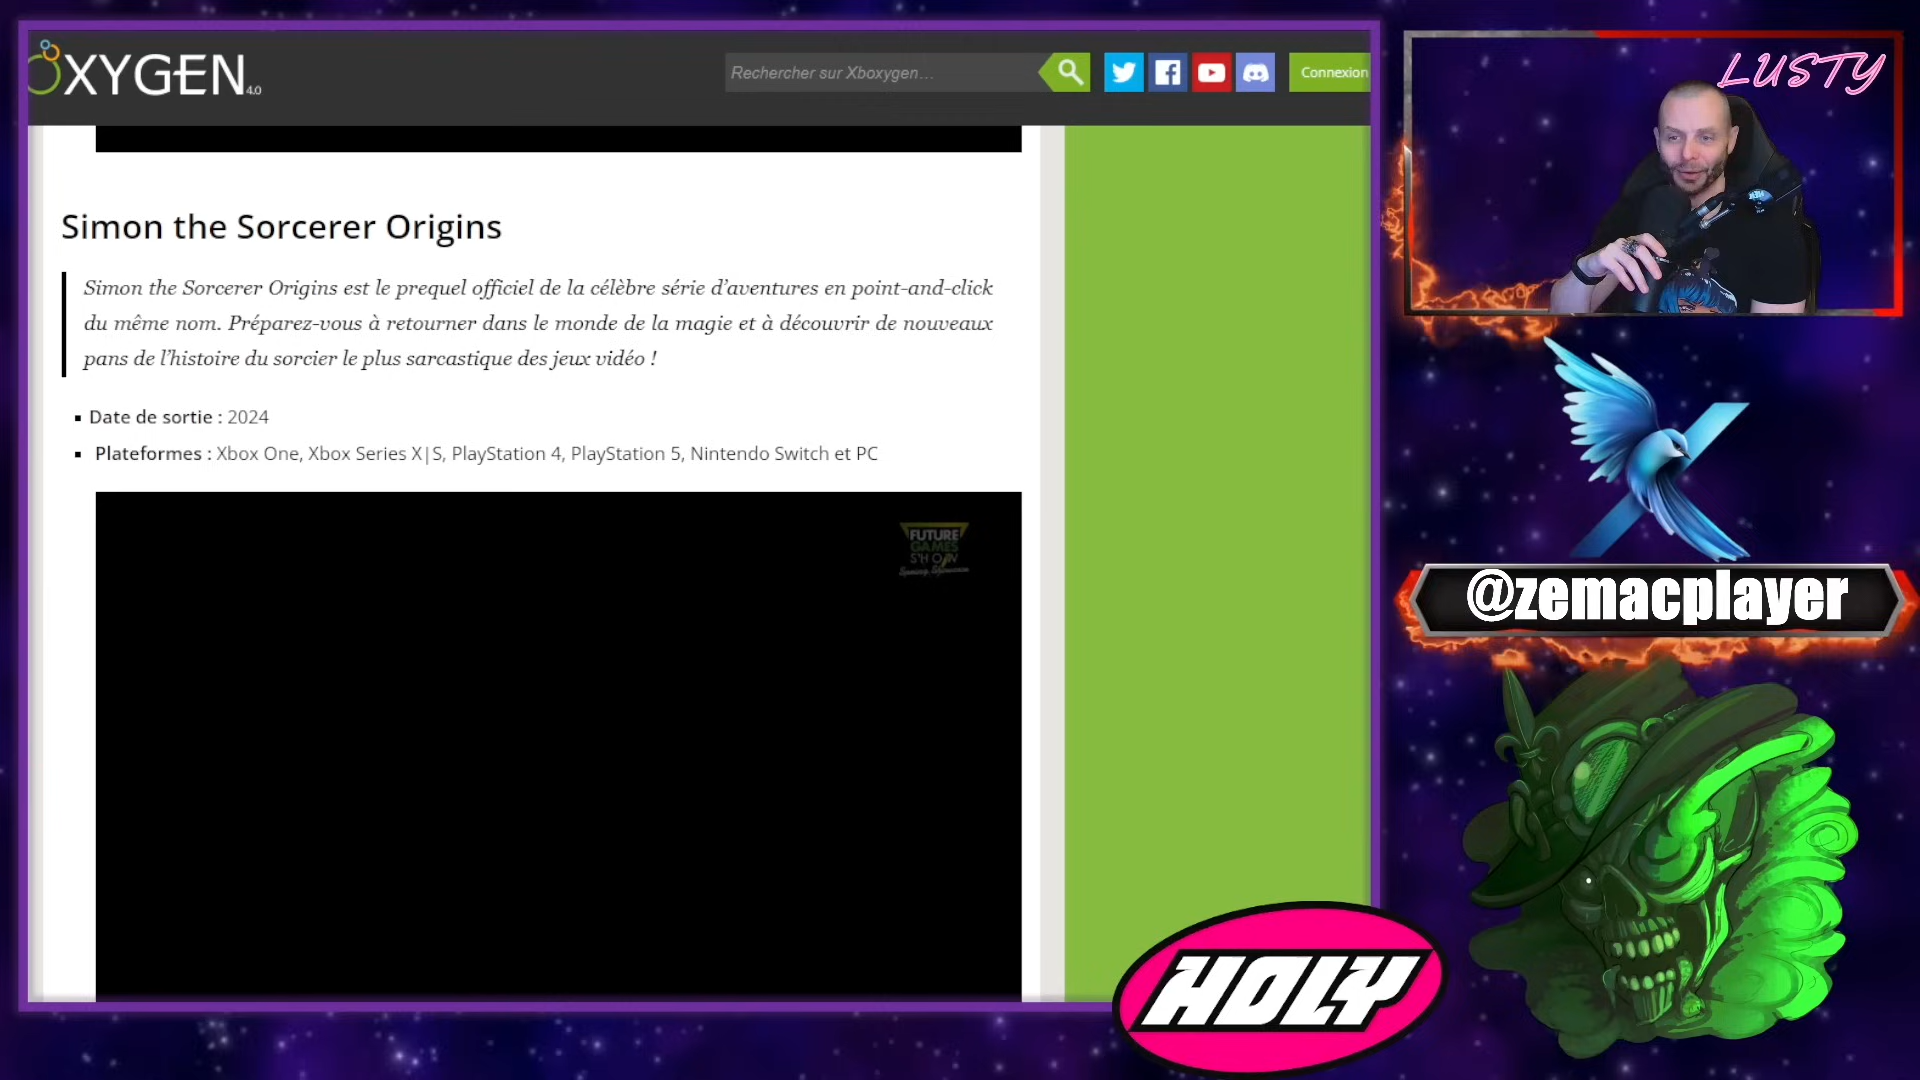 XYGEN 4.0
Rechercher sur Xboxygen...
Connexion
LUSTY
Simon the Sorcerer Origins
Simon the Sorcerer Origins est le prequel officiel de la célèbre série d’aventures en point-and-click
du même nom. Préparez-vous à retourner dans le monde de la magie et à découvrir de nouveaux
pans de l’histoire du sorcier le plus sarcastique des jeux vidéo !
Date de sortie : 2024
Plateformes : Xbox One, Xbox Series X|S, PlayStation 4, PlayStation 5, Nintendo Switch et PC
FUTURE
GAMES
SHOW
@zemacplayer
HOLY